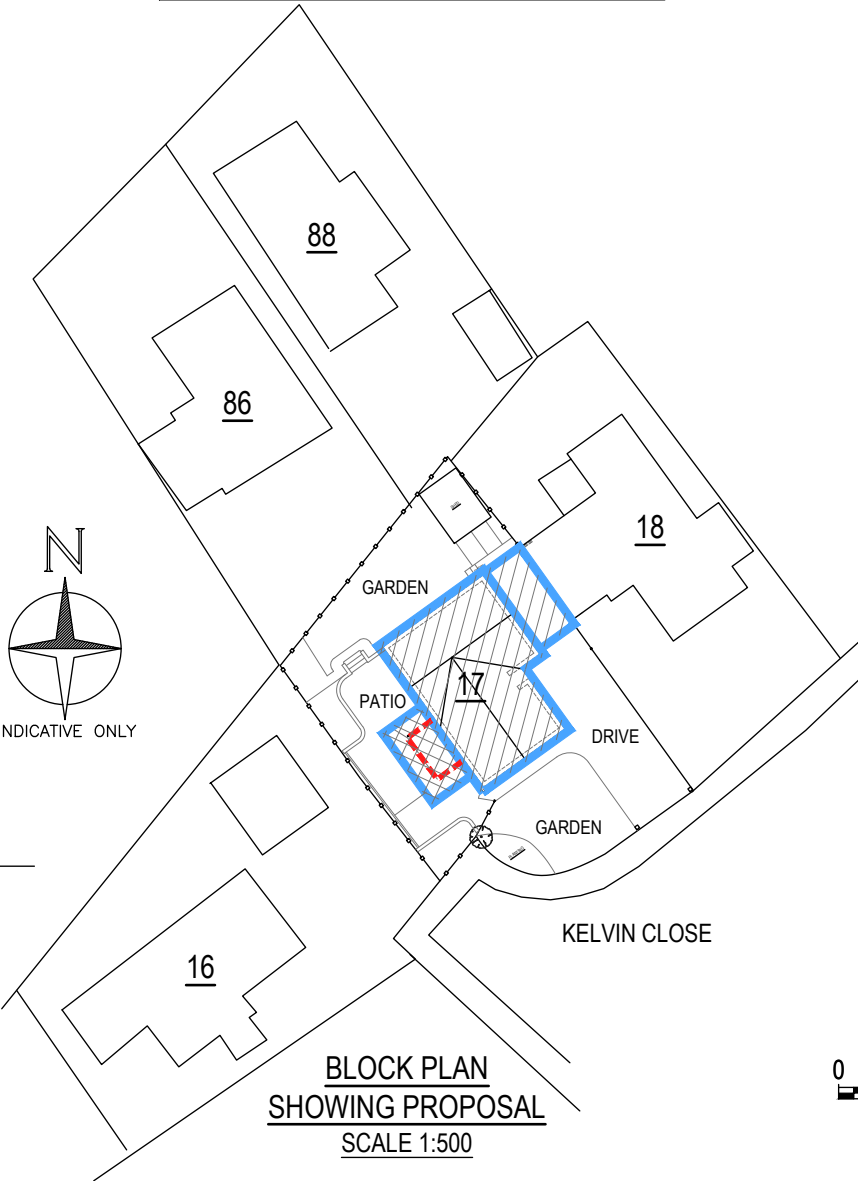 88
86
18
N
GARDEN
17
PATIO
NDICATIVE ONLY
DRIVE
GARDEN
KELVIN CLOSE
16
BLOCK PLAN
SHOWING PROPOSAL
SCALE 1:500
0